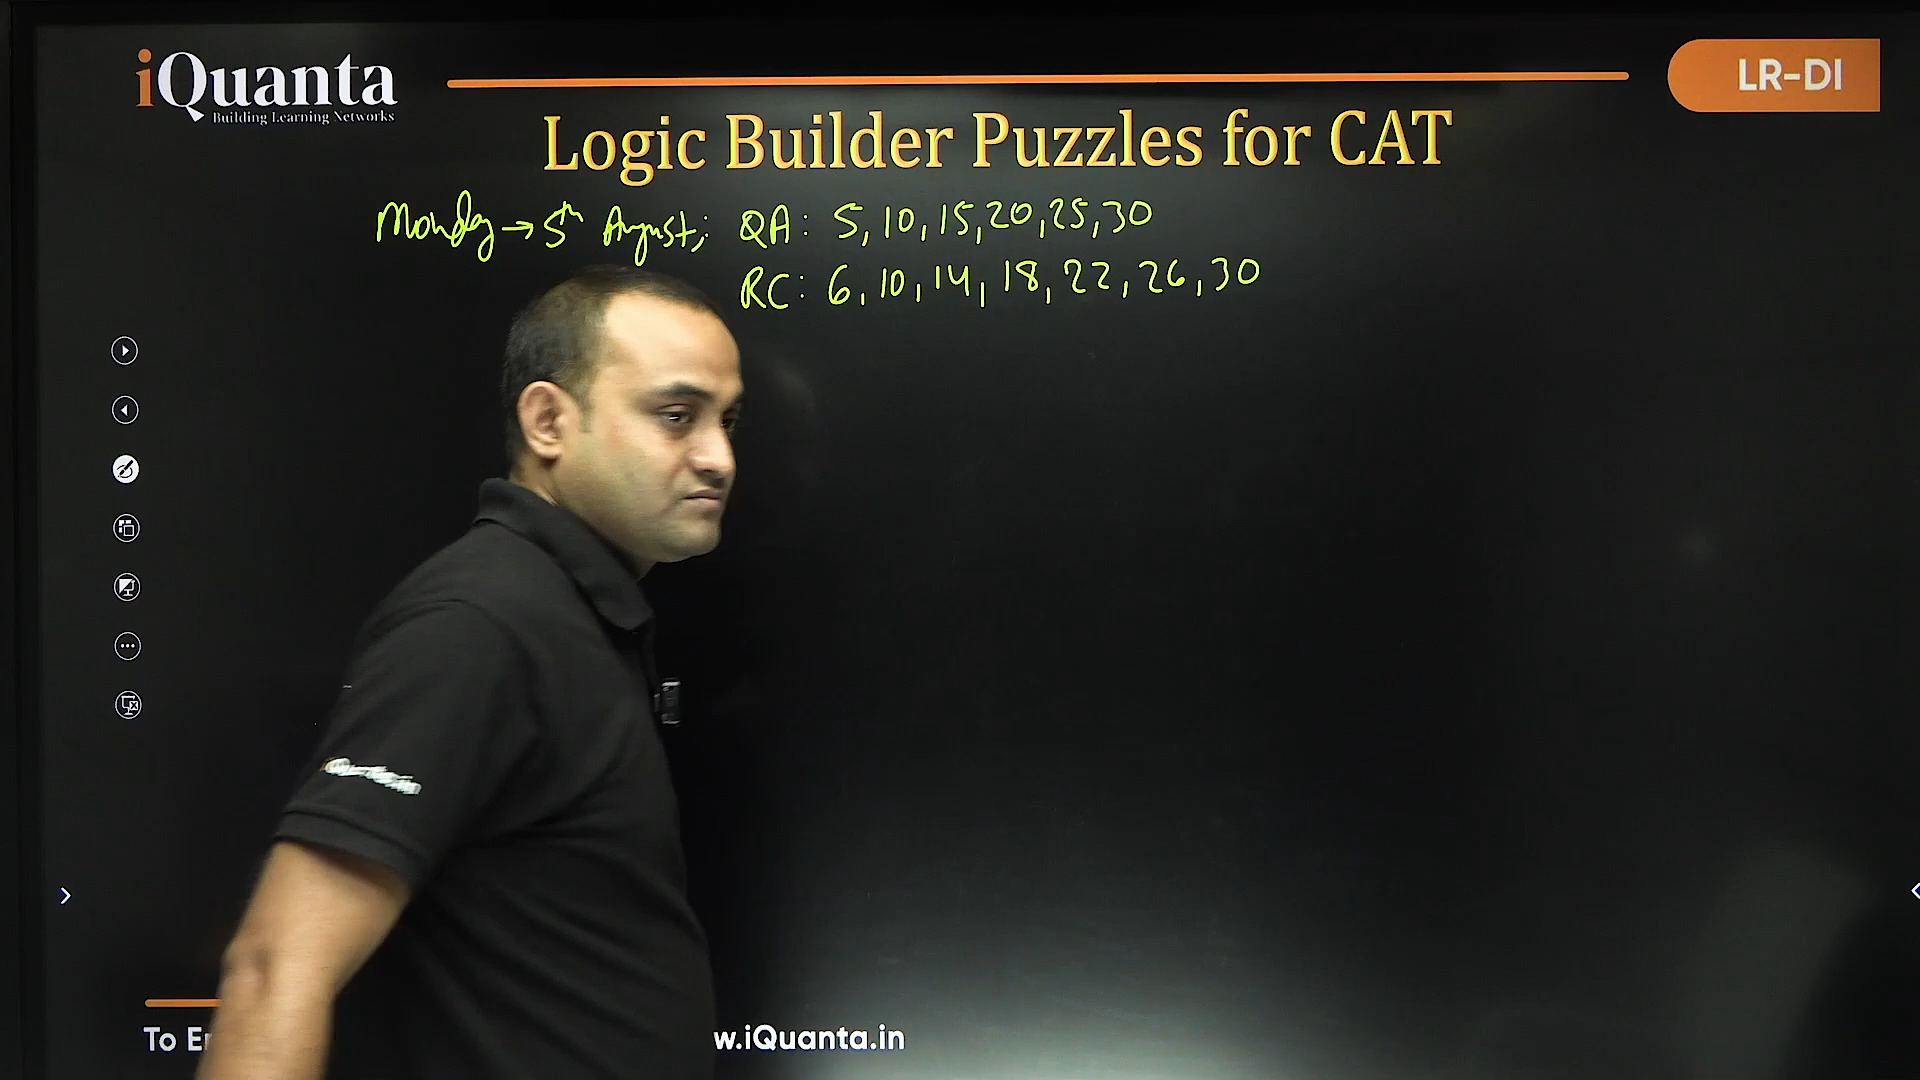 iQuanta
Building Learning Networks
LR-DI
Logic Builder Puzzles for CAT
Monday → 5th August; QA: 5, 10, 15, 20, 25, 30
RC: 6, 10, 14, 18, 22, 26, 30
To
w.iQuanta.in